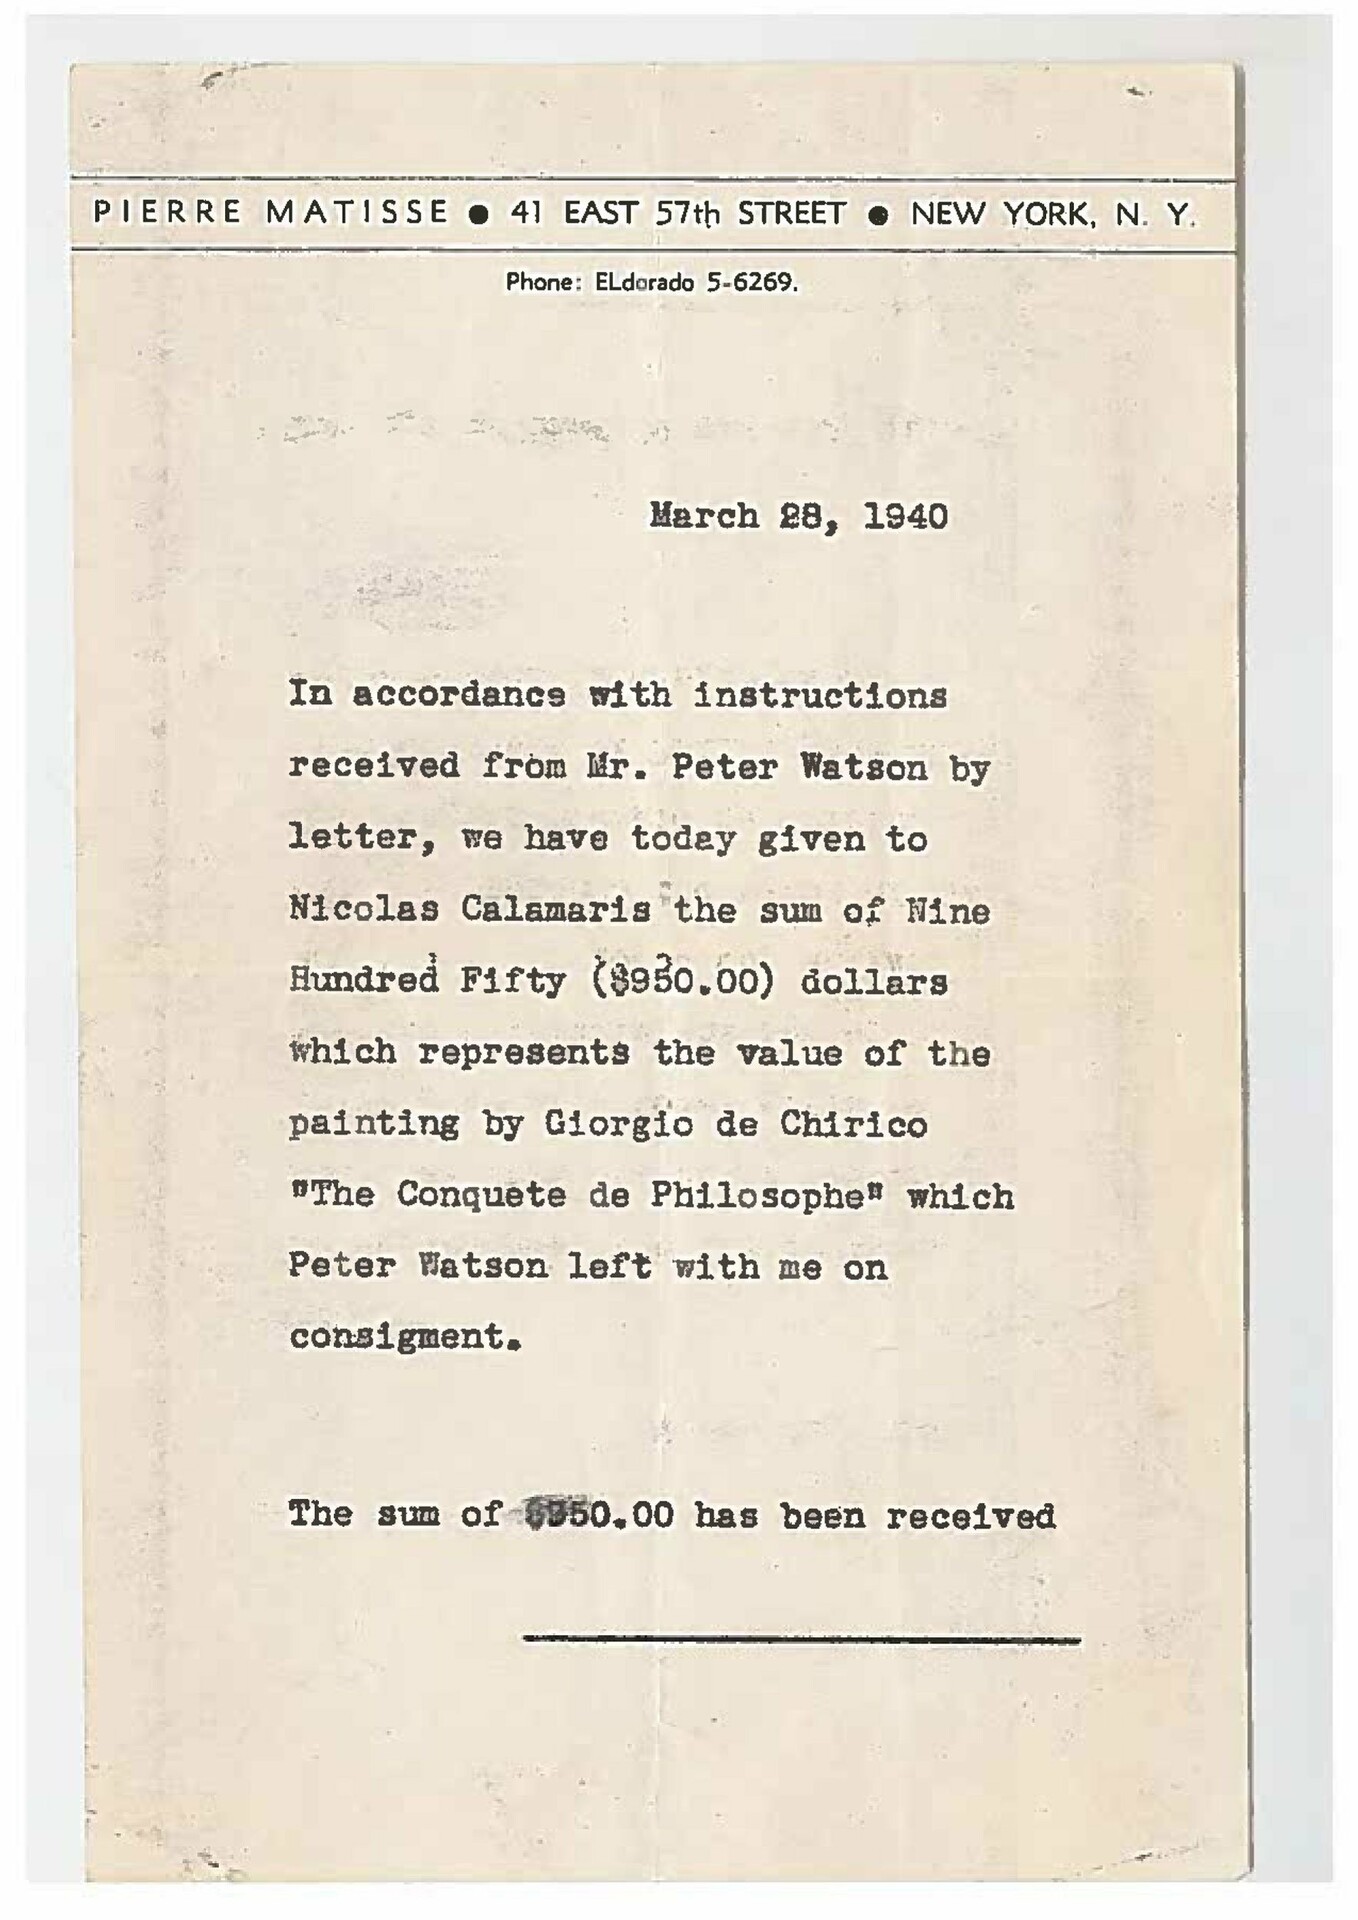 PIERRE MATISSE ● 41 EAST 57th STREET ● NEW YORK, N. Y.
Phone: ELdorado 5-6269.
March 28, 1940
In accordance with instructions
received from Mr. Peter Watson by
letter, we have today given to
Nicolas Calamaris the sum of Nine
Hundred Fifty ($950.00) dollars
which represents the value of the
painting by Giorgio de Chirico
"The Conquete de Philosophe" which
Peter Watson left with me on
consigment.
The sum of $950.00 has been received